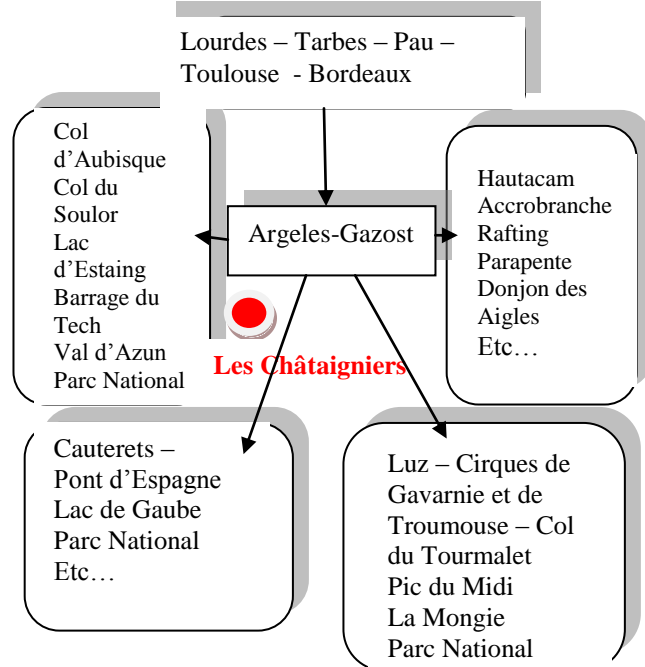 Lourdes – Tarbes – Pau –
Toulouse - Bordeaux
Col
d’Aubisque
Col du
Soulor
Lac
d’Estaing
Barrage du
Tech
Val d’Azun
Parc National
Argeles-Gazost
Hautacam
Accrobranche
Rafting
Parapente
Donjon des
Aigles
Etc…
Les Châtaigniers
Cauterets –
Pont d’Espagne
Lac de Gaube
Parc National
Etc…
Luz – Cirques de
Gavarnie et de
Troumouse – Col
du Tourmalet
Pic du Midi
La Mongie
Parc National